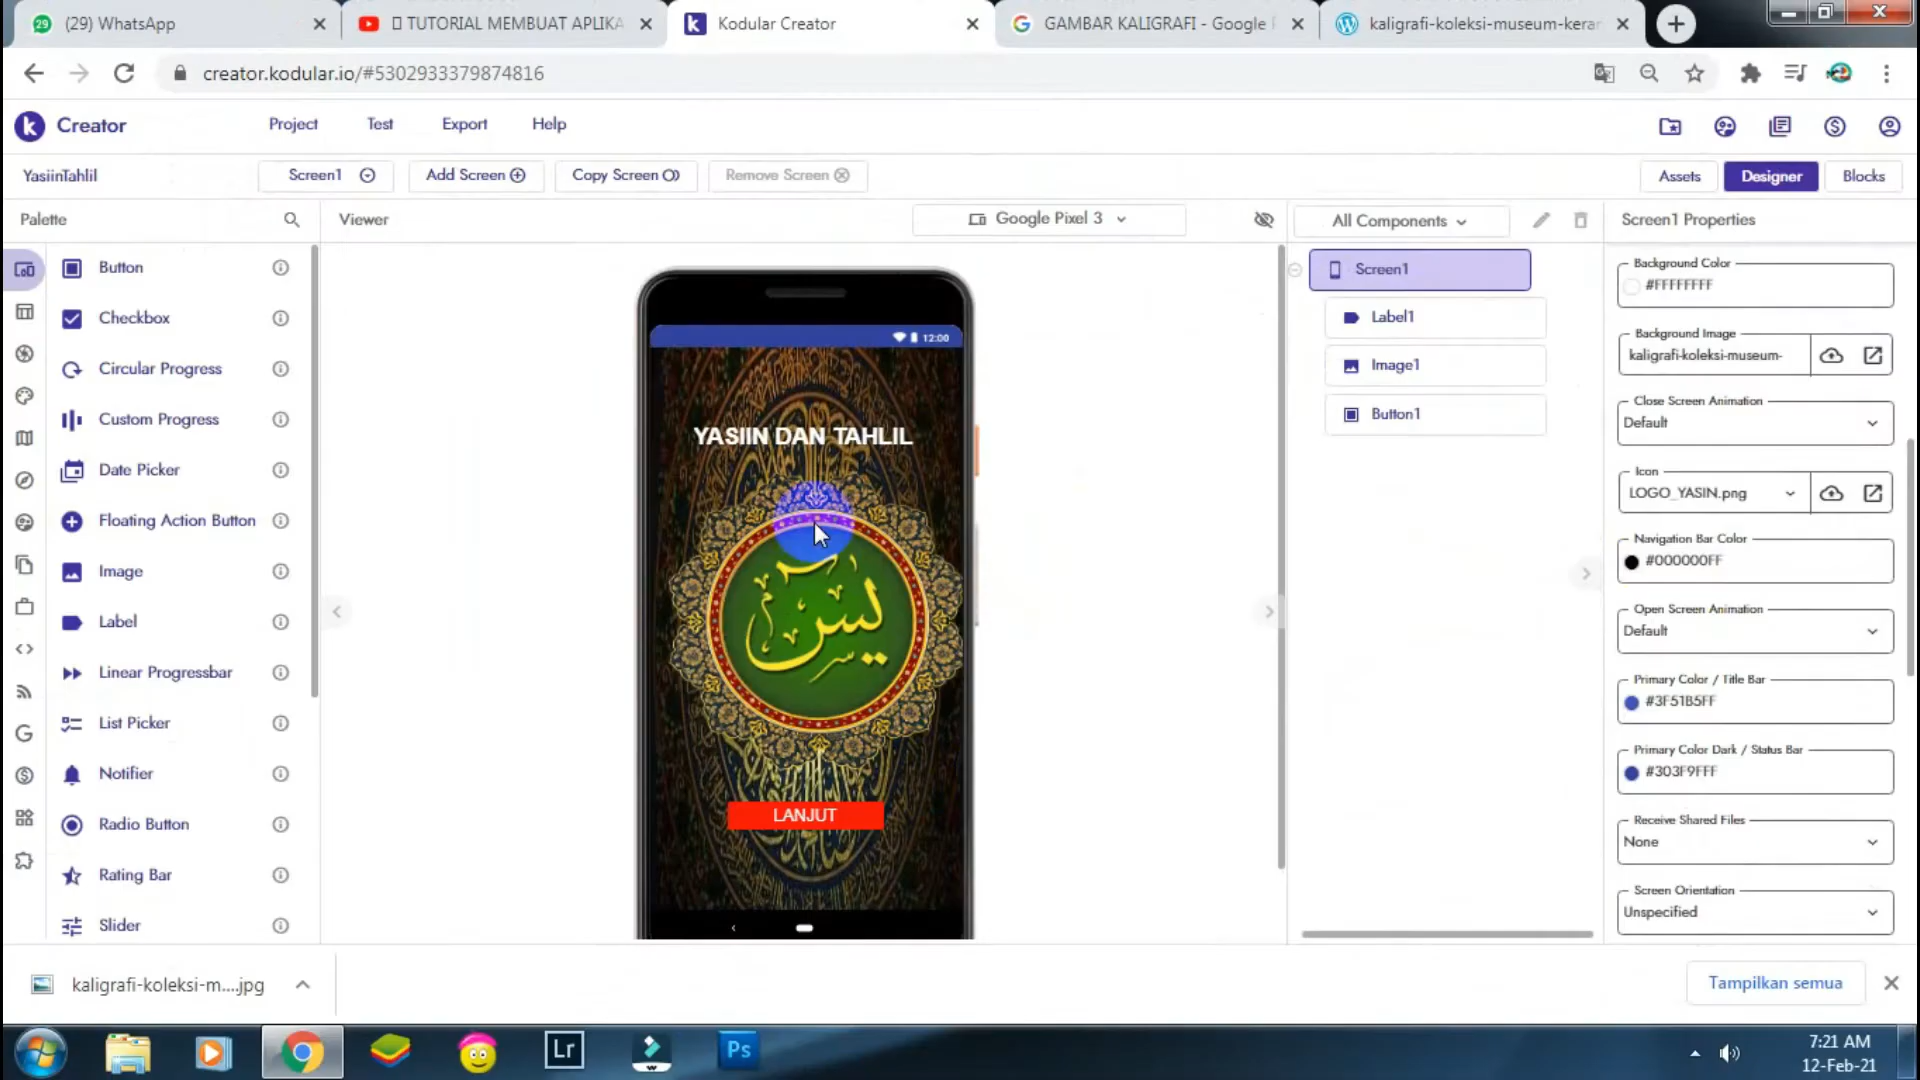 (29) WhatsApp
TUTORIAL MEMBUAT APLIKA
Kodular Creator
GAMBAR KALIGRAFI - Google
kaligrafi-koleksi-museum-kerar
creator.kodular.io/#5302933379874816
Creator
Project
Test
Export
Help
YasiinTahlil
Screen1
Add Screen
Copy Screen
Remove Screen
Assets
Designer
Blocks
Palette
Viewer
Google Pixel 3
All Components
Screen1 Properties
Button
Checkbox
Circular Progress
Custom Progress
Date Picker
Floating Action Button
Image
Label
Linear Progressbar
List Picker
Notifier
Radio Button
Rating Bar
Slider
12:00
YASIIN DAN TAHLIL
يس
LANJUT
Screen1
Label1
Image1
Button1
Background Color
#FFFFFFFF
Background Image
kaligrafi-koleksi-museum-
Close Screen Animation
Default
Icon
LOGO_YASIN.png
Navigation Bar Color
#000000FF
Open Screen Animation
Default
Primary Color / Title Bar
#3F51B5FF
Primary Color Dark / Status Bar
#303F9FFF
Receive Shared Files
None
Screen Orientation
Unspecified
kaligrafi-koleksi-m....jpg
Tampilkan semua
Lr
Ps
7:21 AM
12-Feb-21